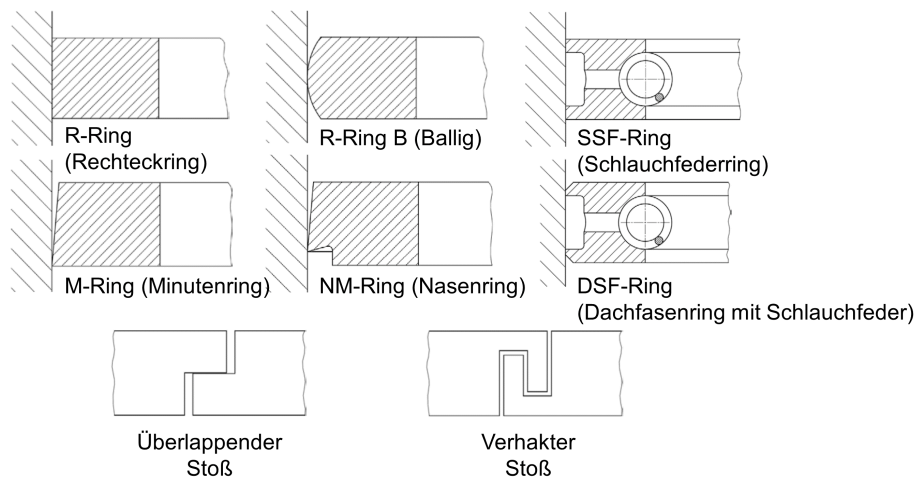 R-Ring
(Rechteckring)
R-Ring B (Ballig)
SSF-Ring
(Schlauchfederring)
M-Ring (Minutenring)
NM-Ring (Nasenring)
DSF-Ring
(Dachfasenring mit Schlauchfeder)
Überlappender
Stoß
Verhakter
Stoß